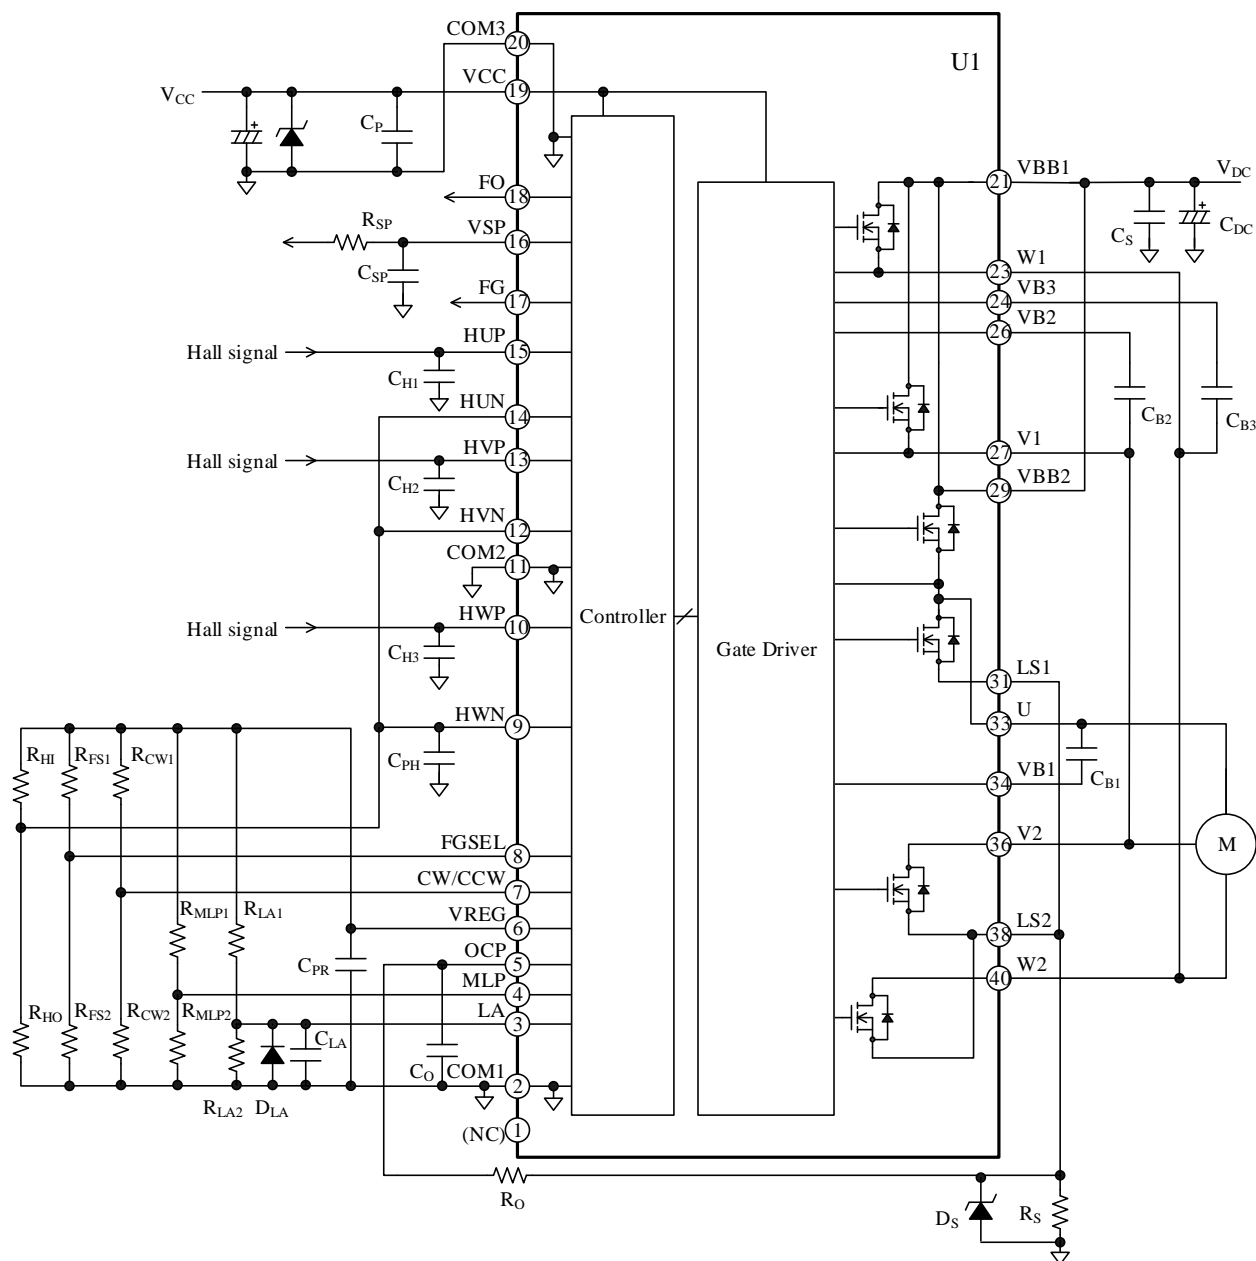 COM3
20
U1
VCC
VCC
19
CP
FO
18
VBB1
21
VDC
RSP
VSP
16
CS
CDC
CSP
W1
23
FG
17
VB3
24
VB2
26
Hall signal
HUP
15
CH1
HUN
14
CB2
CB3
V1
27
Hall signal
HVP
13
CH2
VBB2
29
HVN
12
COM2
11
Hall signal
HWP
10
Controller
Gate Driver
CH3
LS1
31
HWN
9
U
33
RHI
RFS1
RCW1
CPH
VB1
34
CB1
FGSEL
8
V2
36
M
CW/CCW
7
RMLP1
RLA1
VREG
6
LS2
38
OCP
5
CPR
W2
40
MLP
4
RHO
RFS2
RCW2
RMLP2
LA
3
CLA
CO
COM1
2
RLA2
DLA
(NC)
1
RO
DS
RS